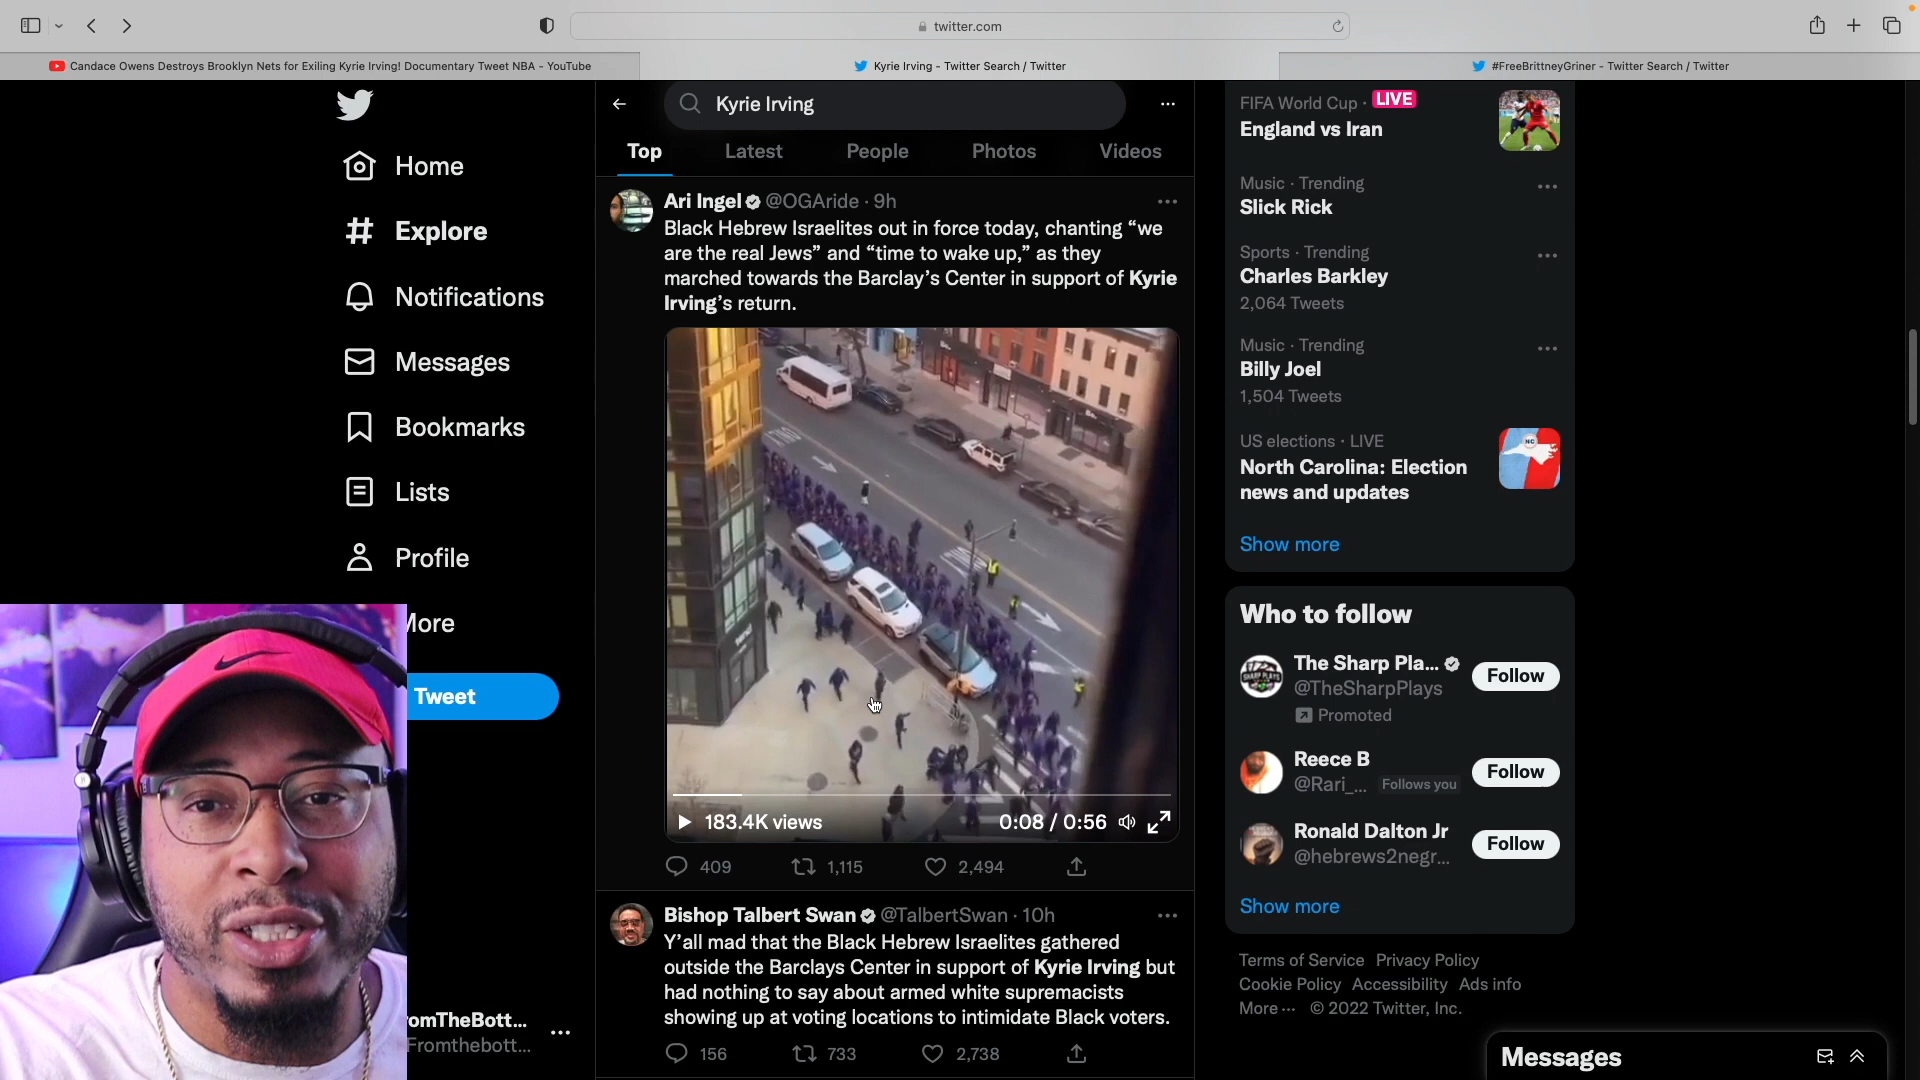 twitter.com
Candace Owens Destroys Brooklyn Nets for Exiling Kyrie Irving! Documentary Tweet NBA - YouTube
Kyrie Irving - Twitter Search / Twitter
#FreeBrittneyGriner - Twitter Search / Twitter
Home
Explore
Notifications
Messages
Bookmarks
Lists
Profile
More
Tweet
omTheBott...
Fromthebott...
Kyrie Irving
Top
Latest
People
Photos
Videos
Ari Ingel @OGAride · 9h
Black Hebrew Israelites out in force today, chanting “we
are the real Jews” and “time to wake up,” as they
marched towards the Barclay’s Center in support of Kyrie
Irving’s return.
183.4K views
0:08 / 0:56
409
1,115
2,494
Bishop Talbert Swan @TalbertSwan · 10h
Y’all mad that the Black Hebrew Israelites gathered
outside the Barclays Center in support of Kyrie Irving but
had nothing to say about armed white supremacists
showing up at voting locations to intimidate Black voters.
156
733
2,738
FIFA World Cup · LIVE
England vs Iran
Music · Trending
Slick Rick
Sports · Trending
Charles Barkley
2,064 Tweets
Music · Trending
Billy Joel
1,504 Tweets
US elections · LIVE
North Carolina: Election
news and updates
NC
Show more
Who to follow
SHARP PLAYS
The Sharp Pla...
@TheSharpPlays
Promoted
Follow
Reece B
@Rari_...
Follows you
Follow
Ronald Dalton Jr
@hebrews2negr...
Follow
Show more
Terms of Service Privacy Policy
Cookie Policy Accessibility Ads info
More ··· © 2022 Twitter, Inc.
Messages